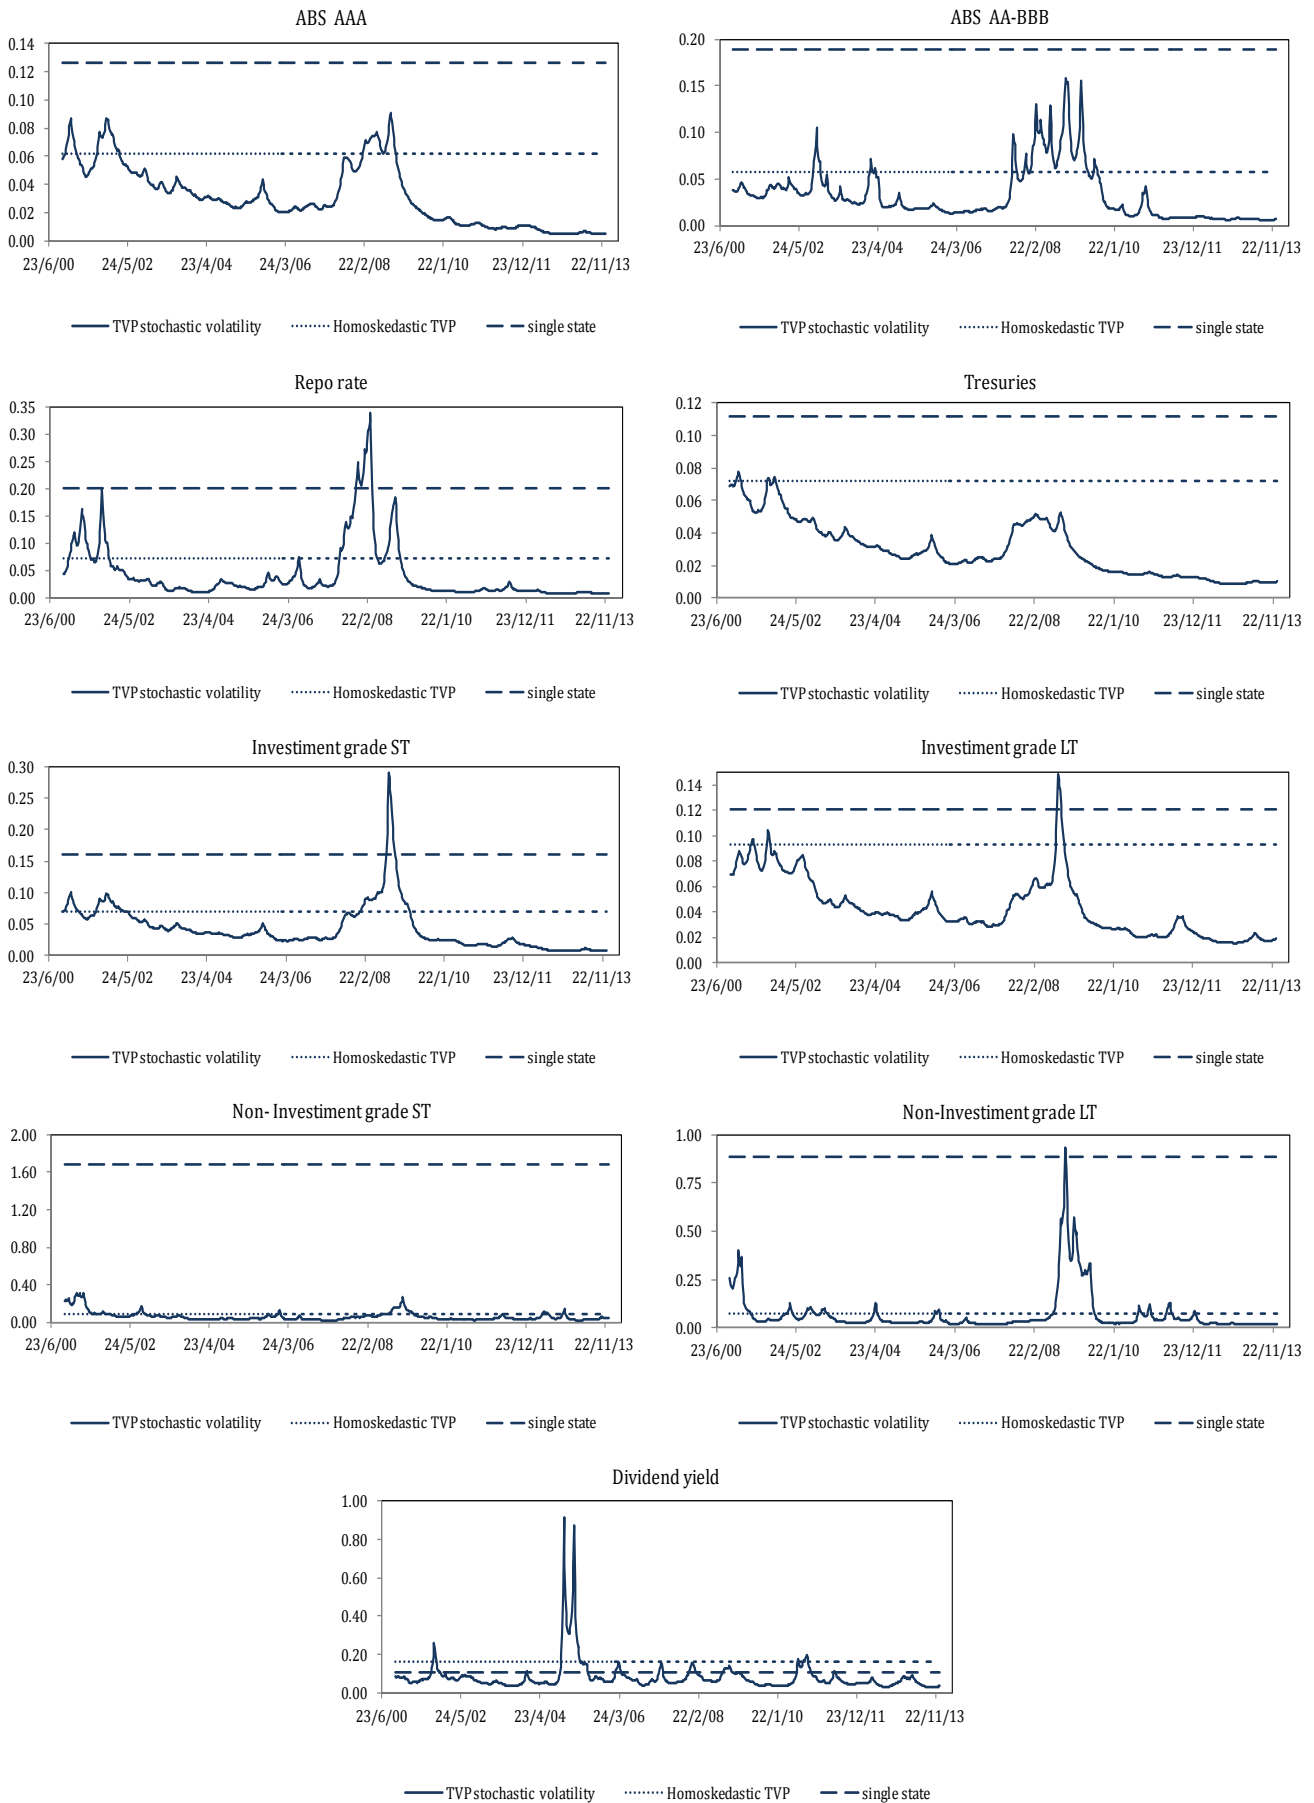 ABS AAA
0.14
0.12
0.10
0.08
0.06
0.04
0.02
0.00
23/6/00 24/5/02 23/4/04 24/3/06 22/2/08 22/1/10 23/12/11 22/11/13
TVP stochastic volatility Homoskedastic TVP single state
ABS AA-BBB
0.20
0.15
0.10
0.05
0.00
23/6/00 24/5/02 23/4/04 24/3/06 22/2/08 22/1/10 23/12/11 22/11/13
TVP stochastic volatility Homoskedastic TVP single state
Repo rate
0.35
0.30
0.25
0.20
0.15
0.10
0.05
0.00
23/6/00 24/5/02 23/4/04 24/3/06 22/2/08 22/1/10 23/12/11 22/11/13
TVP stochastic volatility Homoskedastic TVP single state
Tresuries
0.12
0.10
0.08
0.06
0.04
0.02
0.00
23/6/00 24/5/02 23/4/04 24/3/06 22/2/08 22/1/10 23/12/11 22/11/13
TVP stochastic volatility Homoskedastic TVP single state
Investiment grade ST
0.30
0.25
0.20
0.15
0.10
0.05
0.00
23/6/00 24/5/02 23/4/04 24/3/06 22/2/08 22/1/10 23/12/11 22/11/13
TVP stochastic volatility Homoskedastic TVP single state
Investiment grade LT
0.14
0.12
0.10
0.08
0.06
0.04
0.02
0.00
23/6/00 24/5/02 23/4/04 24/3/06 22/2/08 22/1/10 23/12/11 22/11/13
TVP stochastic volatility Homoskedastic TVP single state
Non- Investiment grade ST
2.00
1.60
1.20
0.80
0.40
0.00
23/6/00 24/5/02 23/4/04 24/3/06 22/2/08 22/1/10 23/12/11 22/11/13
TVP stochastic volatility Homoskedastic TVP single state
Non-Investiment grade LT
1.00
0.75
0.50
0.25
0.00
23/6/00 24/5/02 23/4/04 24/3/06 22/2/08 22/1/10 23/12/11 22/11/13
TVP stochastic volatility Homoskedastic TVP single state
Dividend yield
1.00
0.80
0.60
0.40
0.20
0.00
23/6/00 24/5/02 23/4/04 24/3/06 22/2/08 22/1/10 23/12/11 22/11/13
TVP stochastic volatility Homoskedastic TVP single state